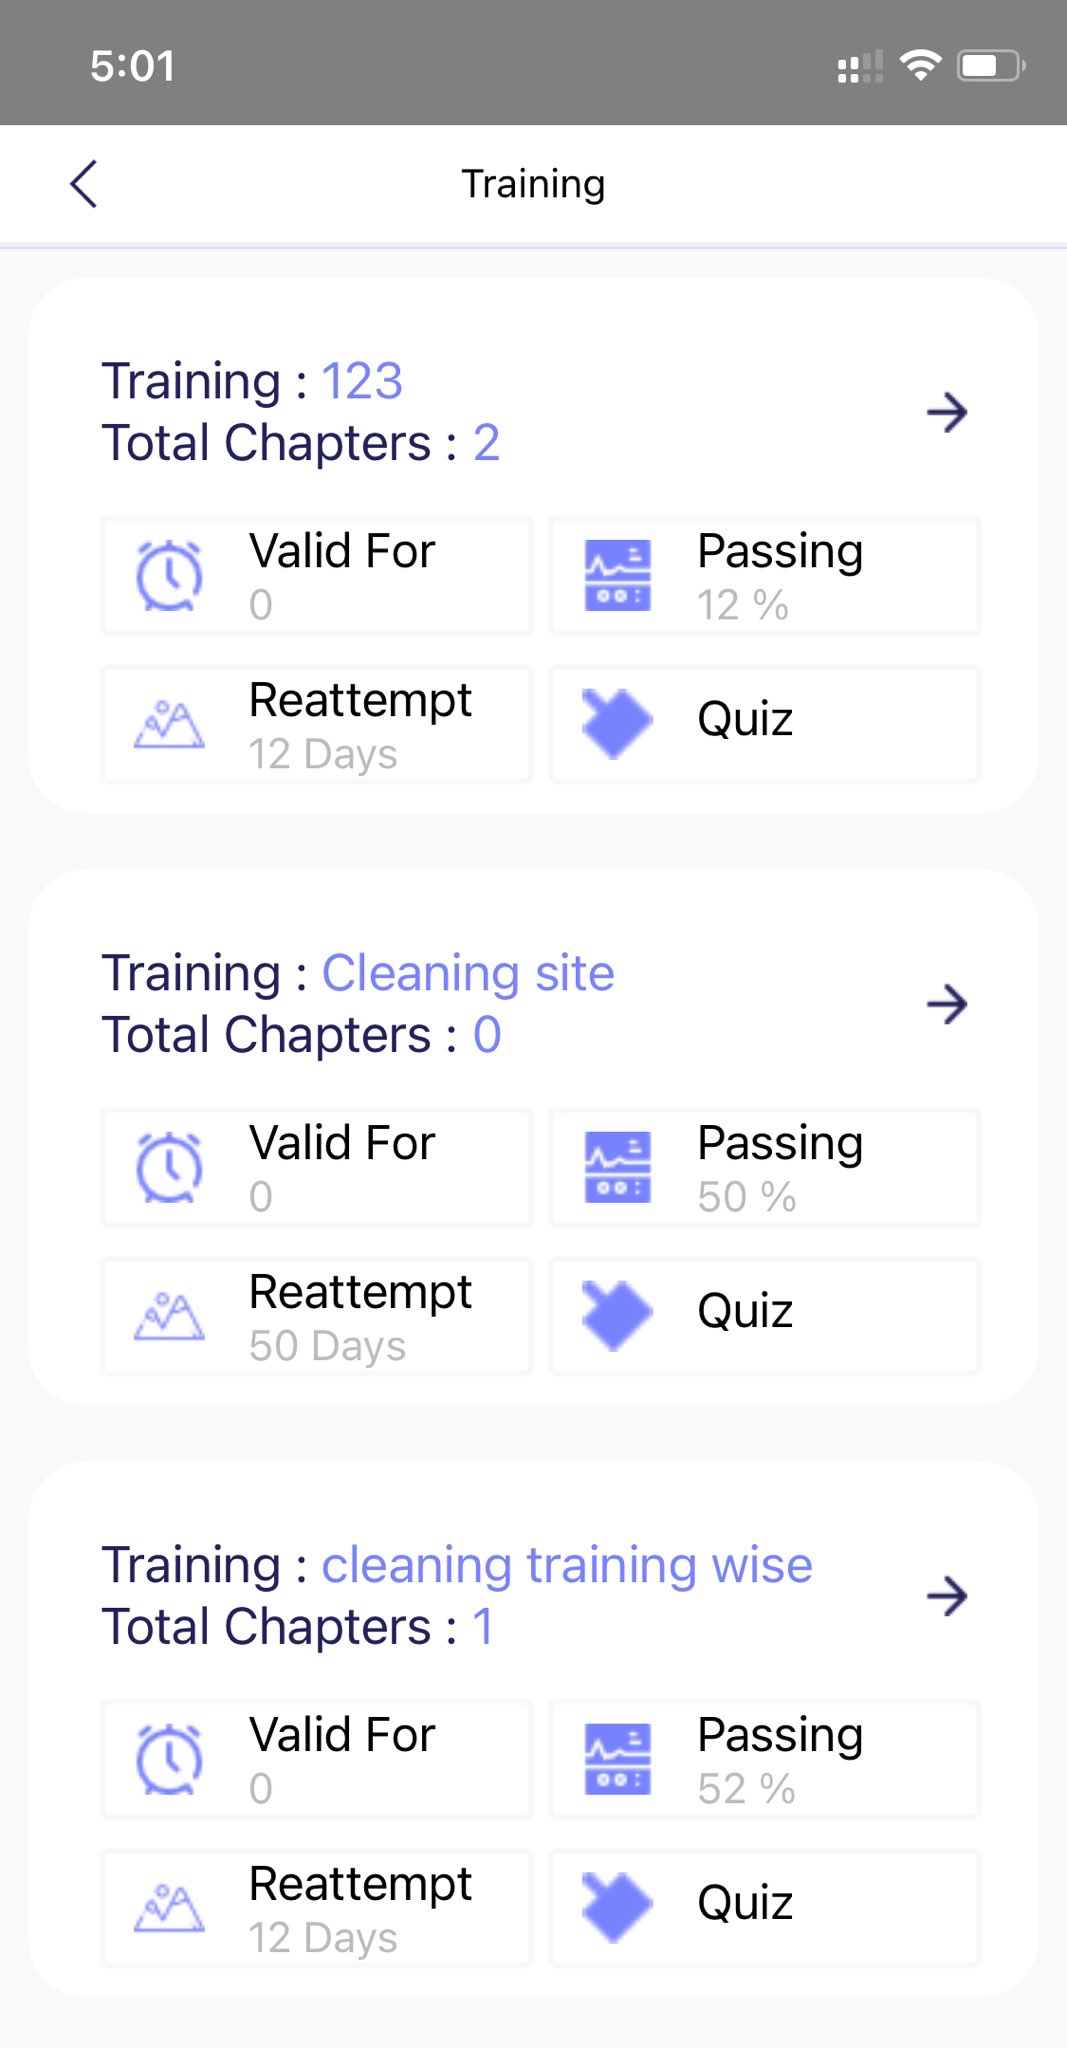 5:01
Training
Training : 123
Total Chapters : 2
Valid For
0
Passing
12 %
Reattempt
12 Days
Quiz
Training : Cleaning site
Total Chapters : 0
Valid For
0
Passing
50 %
Reattempt
50 Days
Quiz
Training : cleaning training wise
Total Chapters : 1
Valid For
0
Passing
52 %
Reattempt
12 Days
Quiz